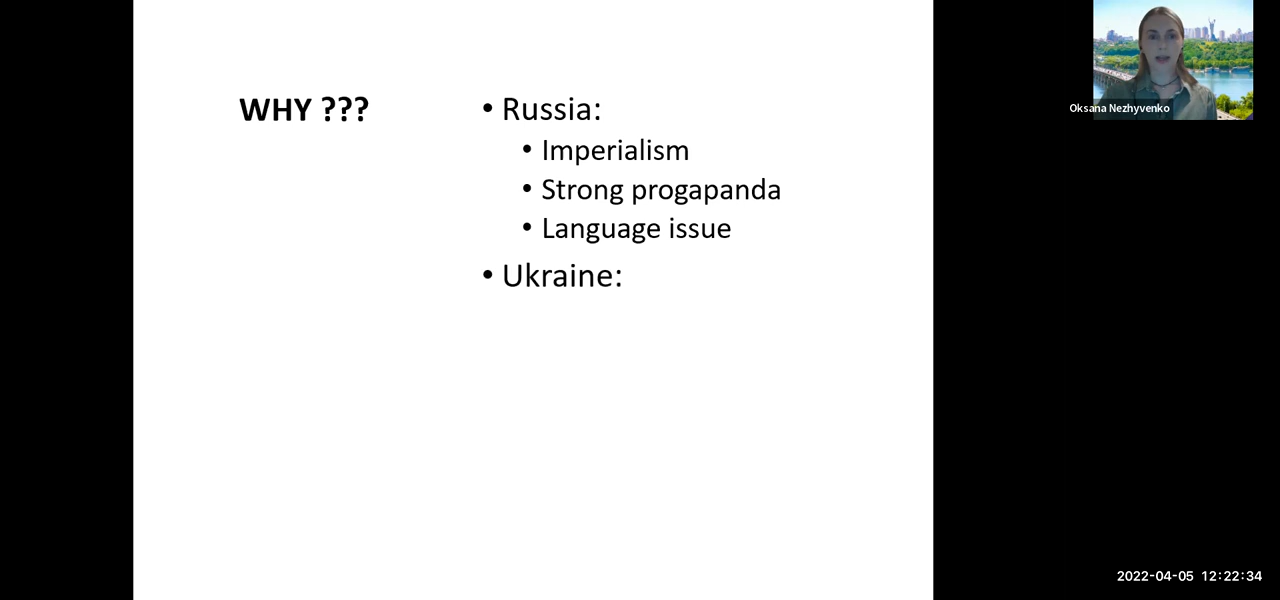 WHY ???
• Russia:
• Imperialism
• Strong progapanda
• Language issue
• Ukraine:
Oksana Nezhyvenko
2022-04-05 12:22:34